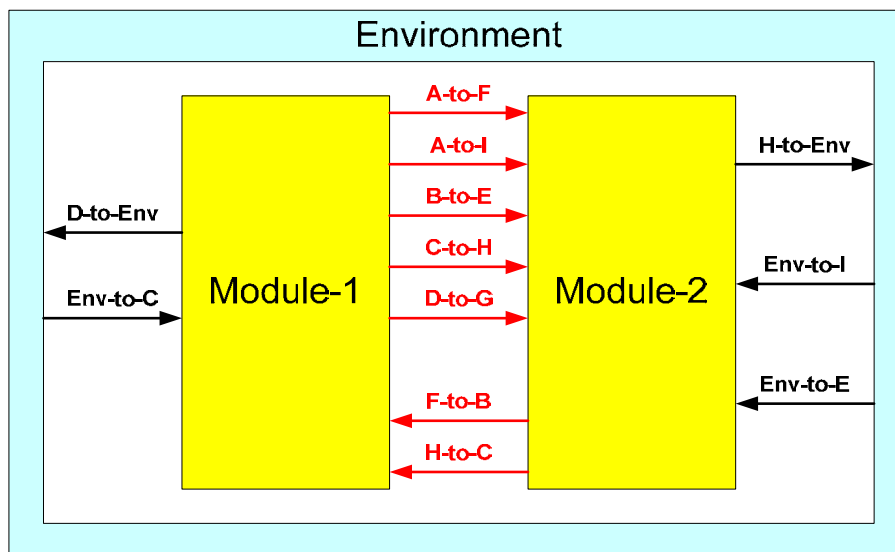 Environment
A-to-F
A-to-I
H-to-Env
B-to-E
D-to-Env
C-to-H
Env-to-I
Module-1
Module-2
Env-to-C
D-to-G
Env-to-E
F-to-B
H-to-C